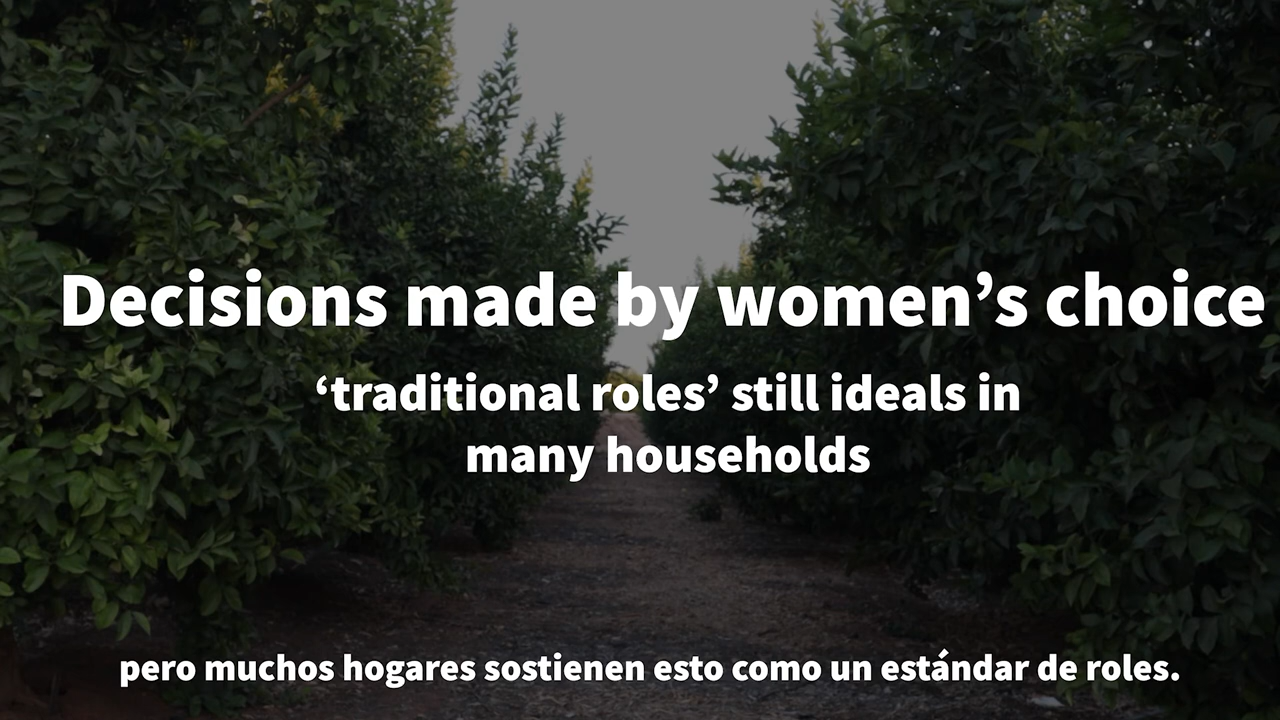 Decisions made by women’s choice
‘traditional roles’ still ideals in
many households
pero muchos hogares sostienen esto como un estándar de roles.